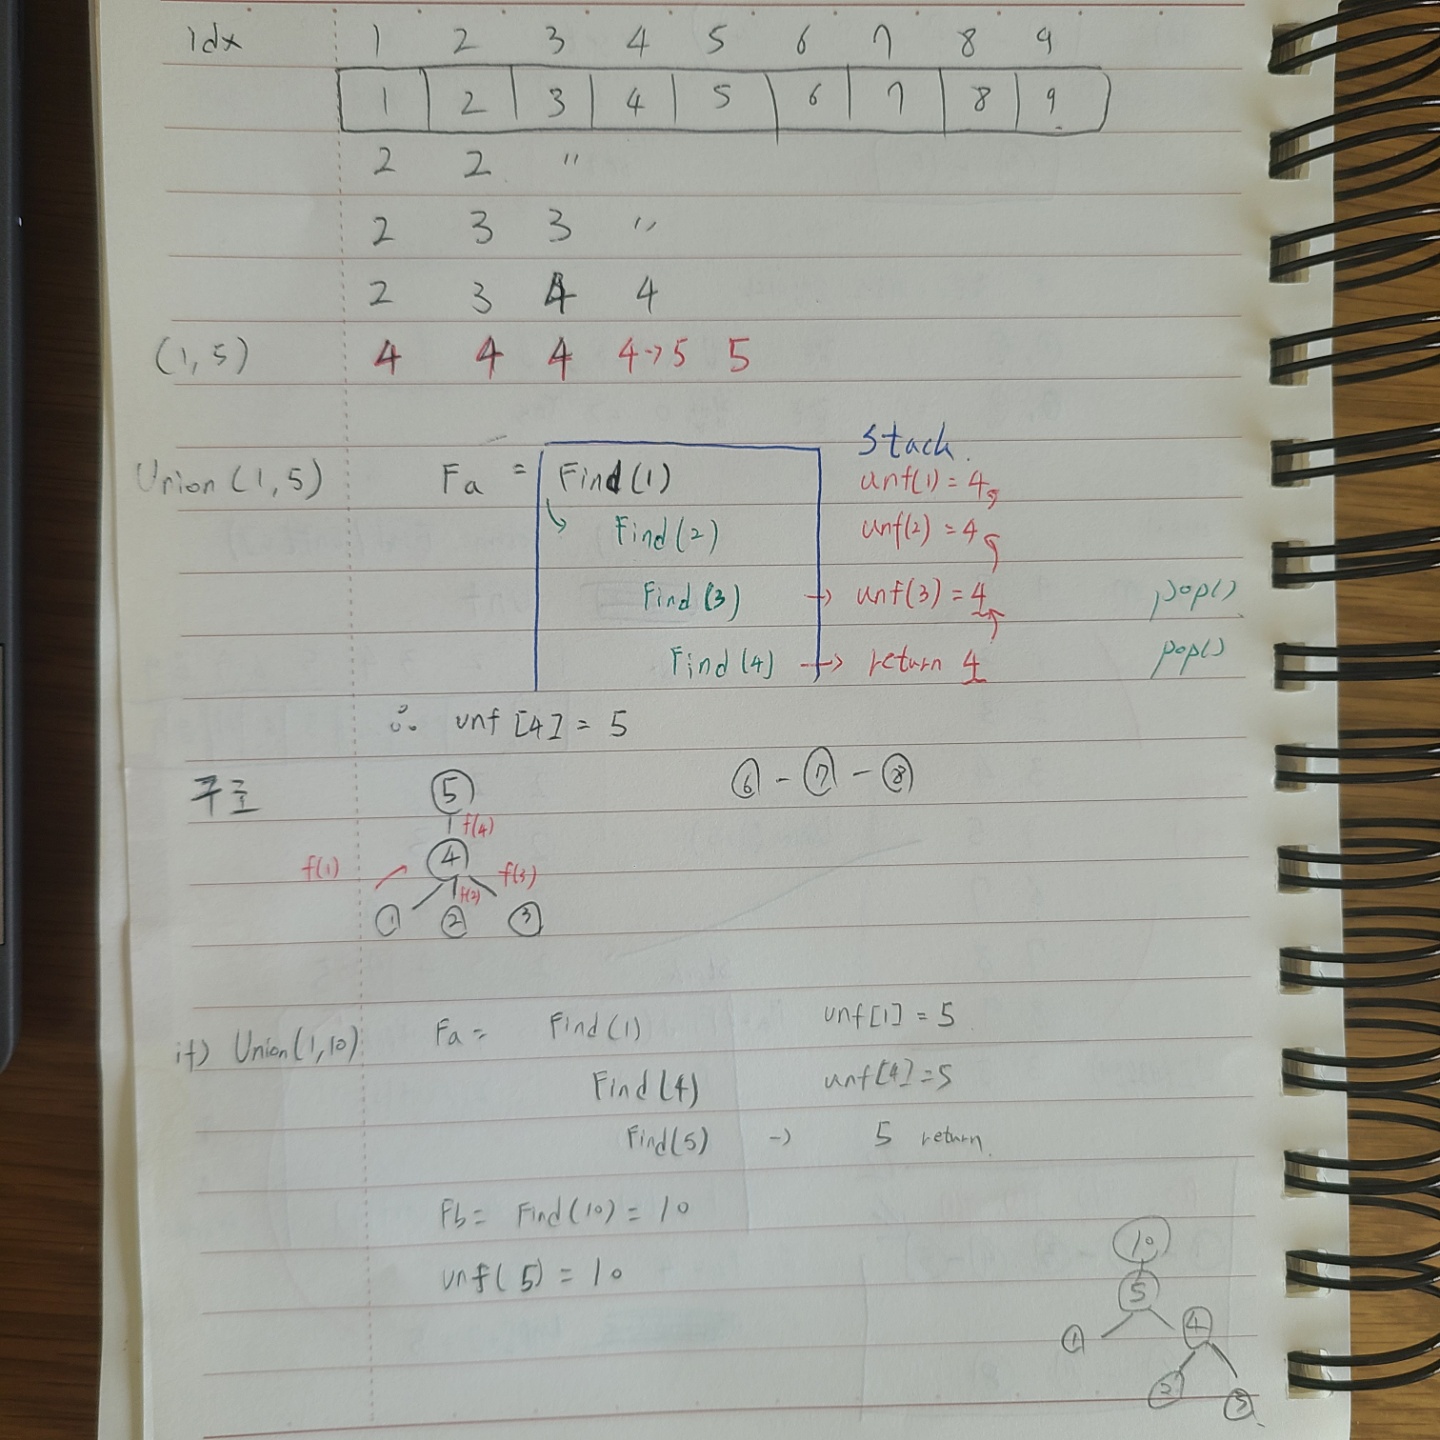 idx 1 2 3 4 5 6 7 8 9
1 2 3 4 5 6 7 8 9
2 2 "
2 3 3 "
2 3 4 4
(1,5) 4 4 4 4→5 5
Stack.
Union (1,5) Fa = Find(1) unf(1) = 4
↳ Find(2) unf(2) = 4
Find(3) → unf(3) = 4 pop()
Find(4) → return 4 pop()
∴ unf[4] = 5
구조 ⑤ ⑥ - ⑦ - ⑧
f(4)
④
f(1) f(2) f(3)
① ② ③
if) Union(1,10) Fa = Find(1) unf[1] = 5
Find(4) unf[4] = 5
Find(5) → 5 return.
Fb = Find(10) = 10
unf(5) = 10
⑩
⑤
① ④
② ③